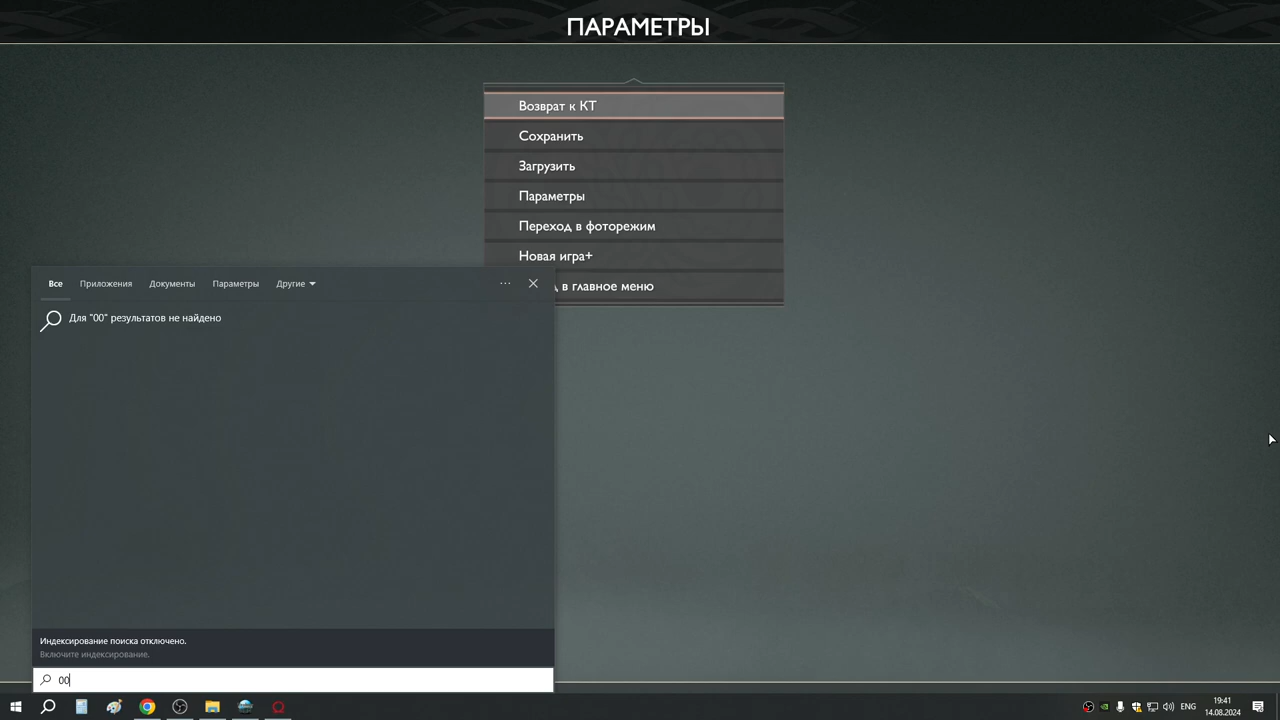 ПАРАМЕТРЫ
Возврат к КТ
Сохранить
Загрузить
Параметры
Переход в фоторежим
Новая игра+
в главное меню
Все Приложения Документы Параметры Другие
Для "00" результатов не найдено
Индексирование поиска отключено.
Включите индексирование.
00
ENG
19:41
14.08.2024